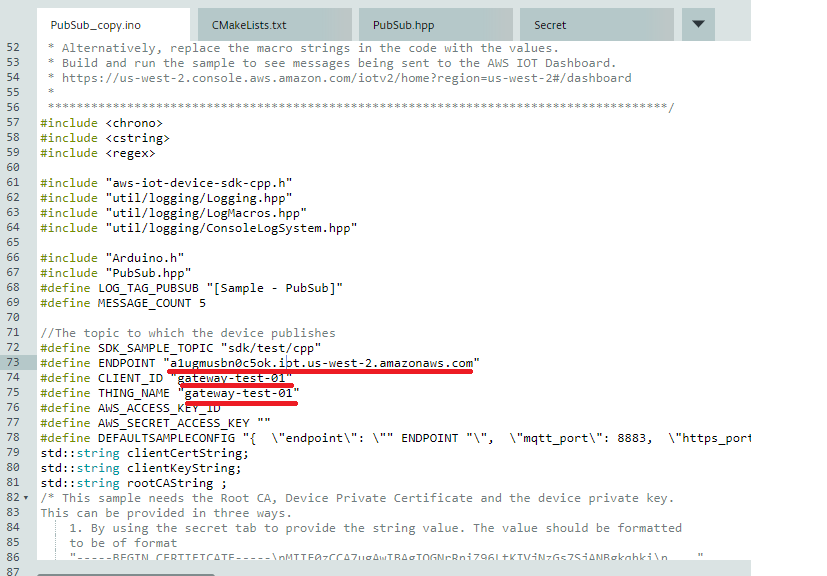 PubSub_copy.ino CMakeLists.txt PubSub.hpp Secret
52 * Alternatively, replace the macro strings in the code with the values.
53 * Build and run the sample to see messages being sent to the AWS IOT Dashboard.
54 * https://us-west-2.console.aws.amazon.com/iotv2/home?region=us-west-2#/dashboard
55 *
56 **************************************************************************************/
57 #include <chrono>
58 #include <cstring>
59 #include <regex>
60
61 #include "aws-iot-device-sdk-cpp.h"
62 #include "util/logging/Logging.hpp"
63 #include "util/logging/LogMacros.hpp"
64 #include "util/logging/ConsoleLogSystem.hpp"
65
66 #include "Arduino.h"
67 #include "PubSub.hpp"
68 #define LOG_TAG_PUBSUB "[Sample - PubSub]"
69 #define MESSAGE_COUNT 5
70
71 //The topic to which the device publishes
72 #define SDK_SAMPLE_TOPIC "sdk/test/cpp"
73 #define ENDPOINT "a1ugmusbn0c5ok.iot.us-west-2.amazonaws.com"
74 #define CLIENT_ID "gateway-test-01"
75 #define THING_NAME "gateway-test-01"
76 #define AWS_ACCESS_KEY_ID
77 #define AWS_SECRET_ACCESS_KEY ""
78 #define DEFAULTSAMPLECONFIG "{  \"endpoint\": \"" ENDPOINT "\",  \"mqtt_port\": 8883,  \"https_port
79 std::string clientCertString;
80 std::string clientKeyString;
81 std::string rootCAString ;
82 /* This sample needs the Root CA, Device Private Certificate and the device private key.
83 This can be provided in three ways.
84 1. By using the secret tab to provide the string value. The value should be formatted
85 to be of format
86 "-----BEGIN CERTIFICATE-----\
87